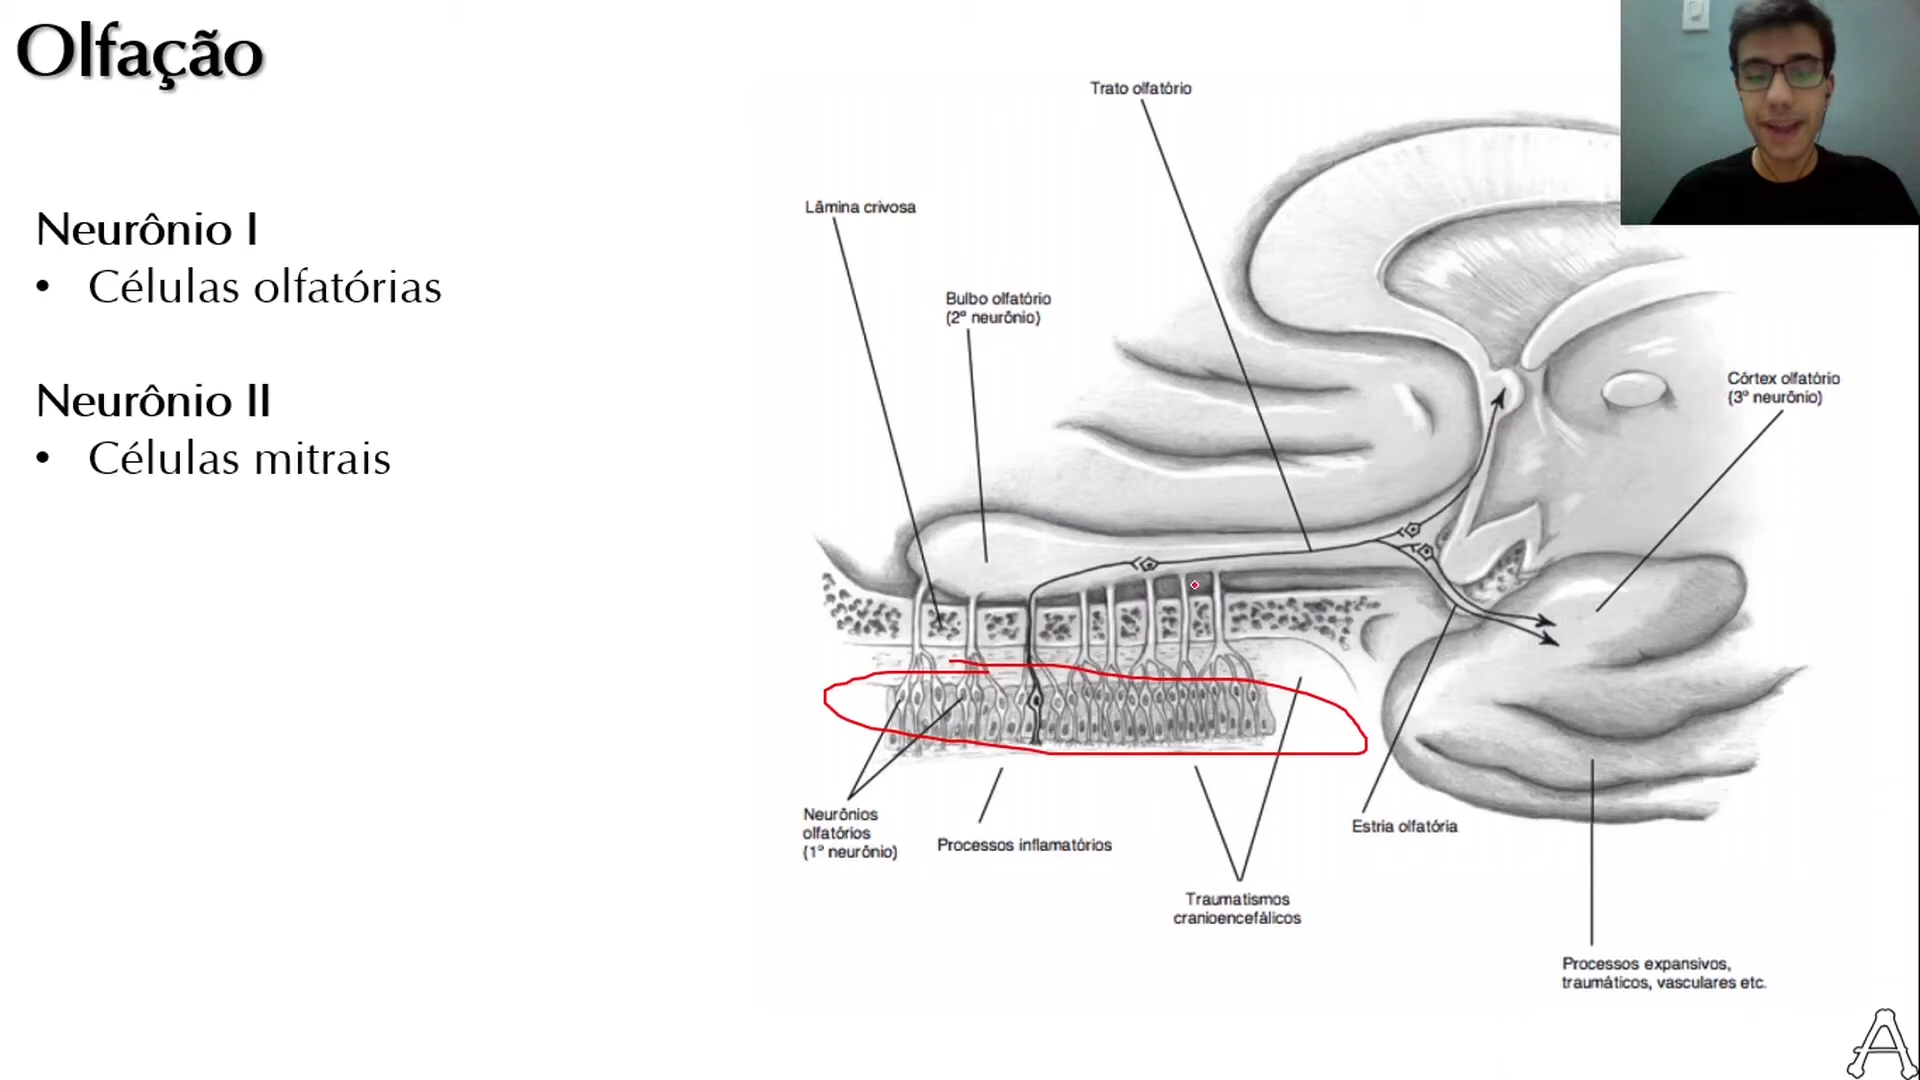 Olfação
Neurônio I
• Células olfatórias
Neurônio II
• Células mitrais
Trato olfatório
Lâmina crivosa
Bulbo olfatório
(2º neurônio)
Córtex olfatório
(3º neurônio)
Neurônios
olfatórios
(1º neurônio)
Processos inflamatórios
Estria olfatória
Traumatismos
cranioencefálicos
Processos expansivos,
traumáticos, vasculares etc.
A